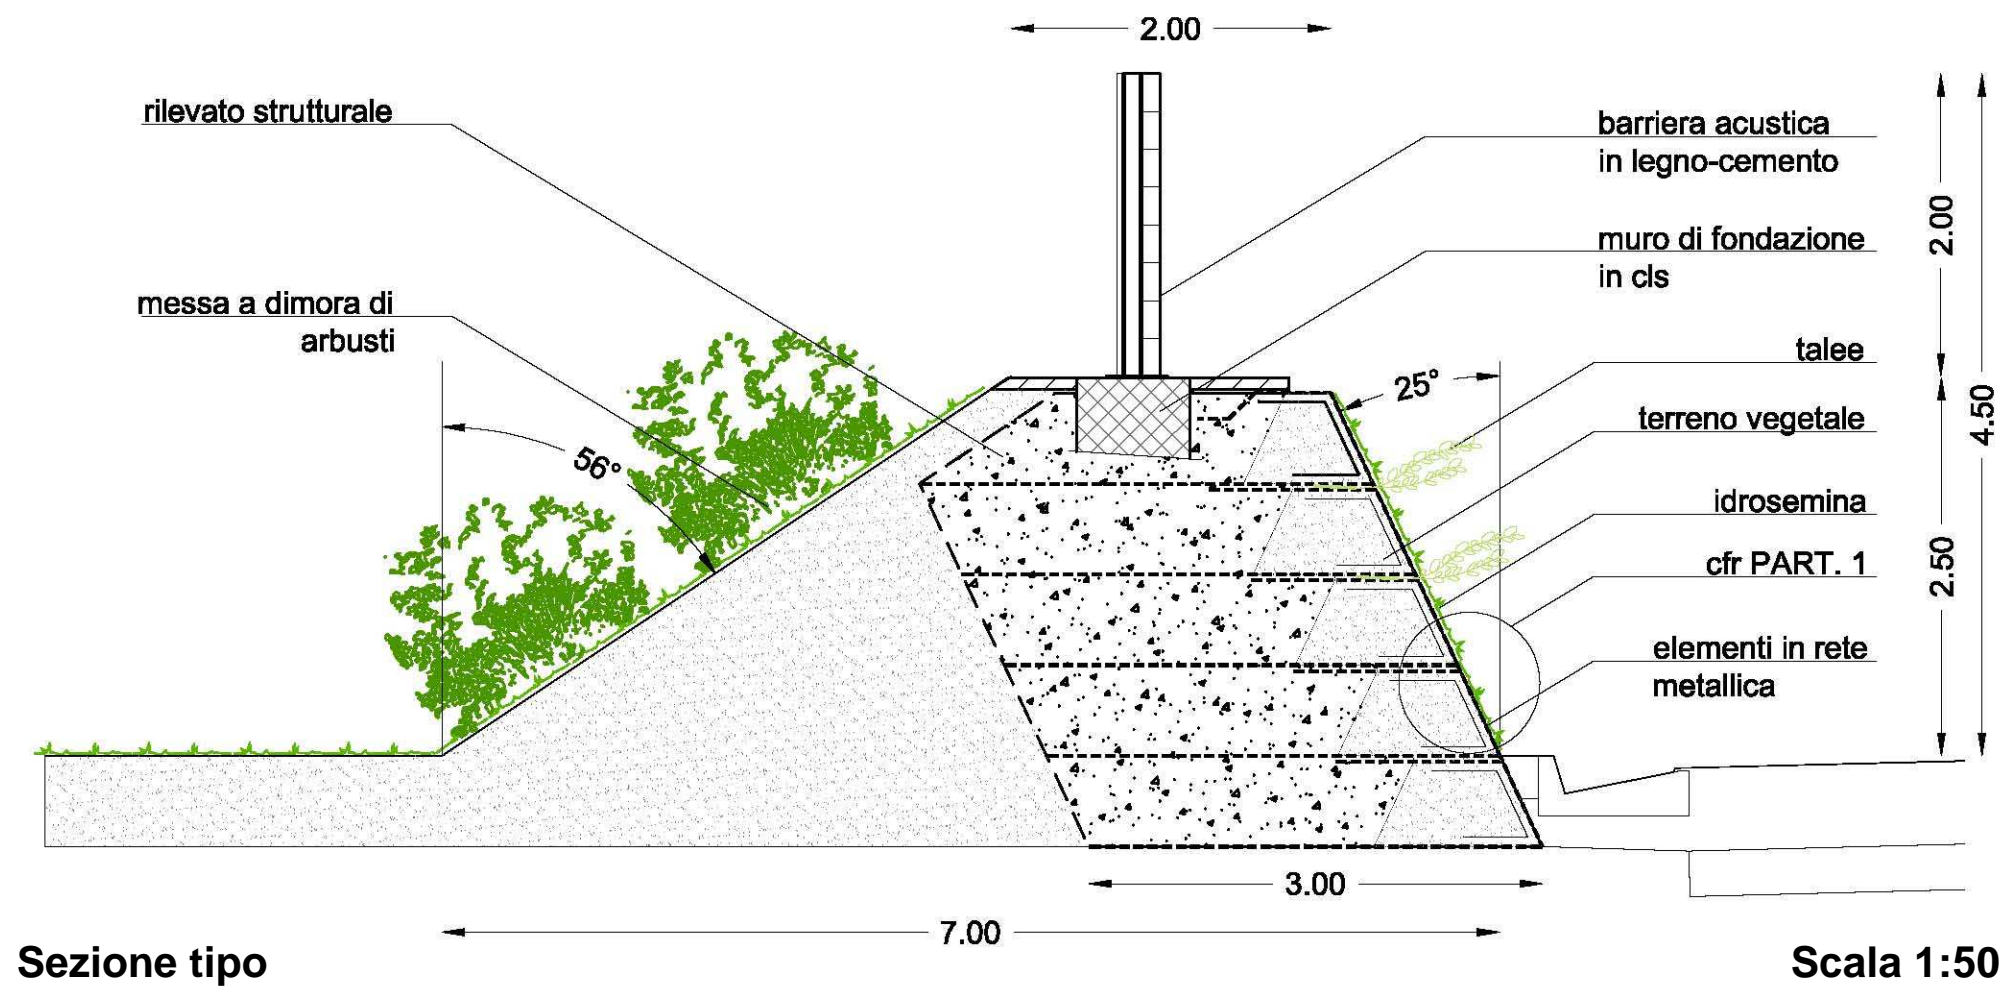 2.00
rilevato strutturale
barriera acustica
in legno-cemento
2.00
muro di fondazione
in cls
messa a dimora di
arbusti
talee
25°
4.50
terreno vegetale
56°
idrosemina
2.50
cfr PART. 1
elementi in rete
metallica
3.00
7.00
Sezione tipo
Scala 1:50